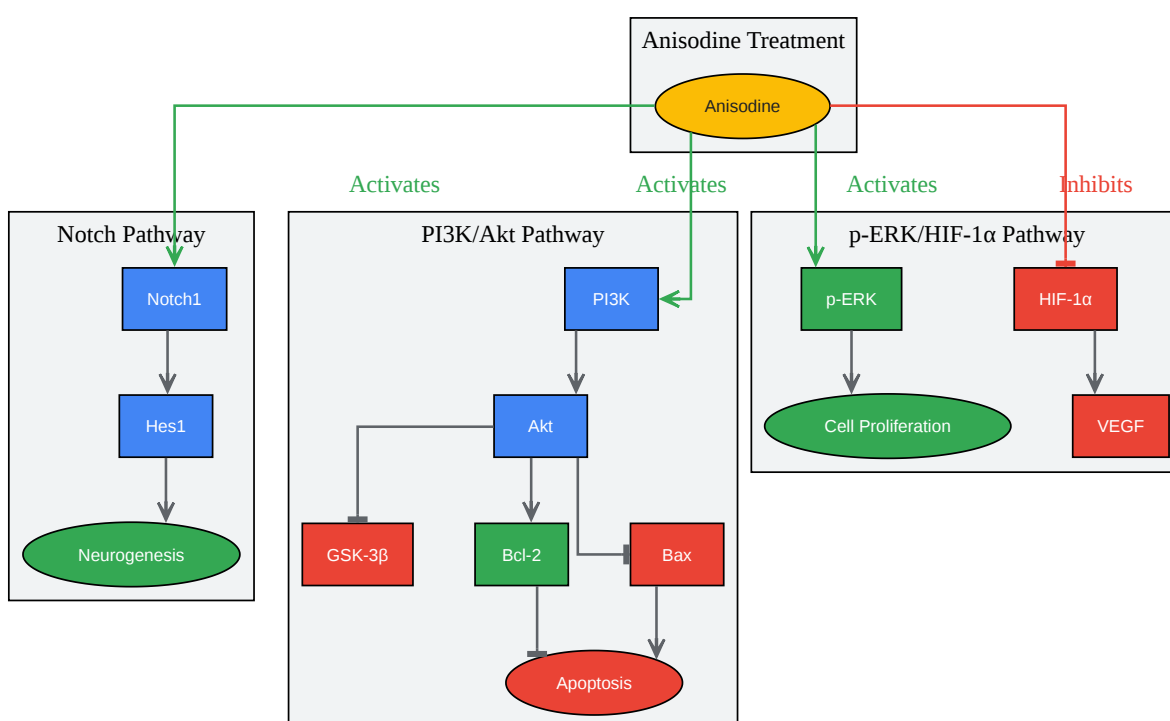 Anisodine Treatment
Anisodine
Activates
Activates
Activates
Inhibits
Notch Pathway
PI3K/Akt Pathway
p-ERK/HIF-1α Pathway
Notch1
PI3K
p-ERK
HIF-1α
Hes1
Akt
Cell Proliferation
VEGF
Neurogenesis
GSK-3β
Bcl-2
Bax
Apoptosis